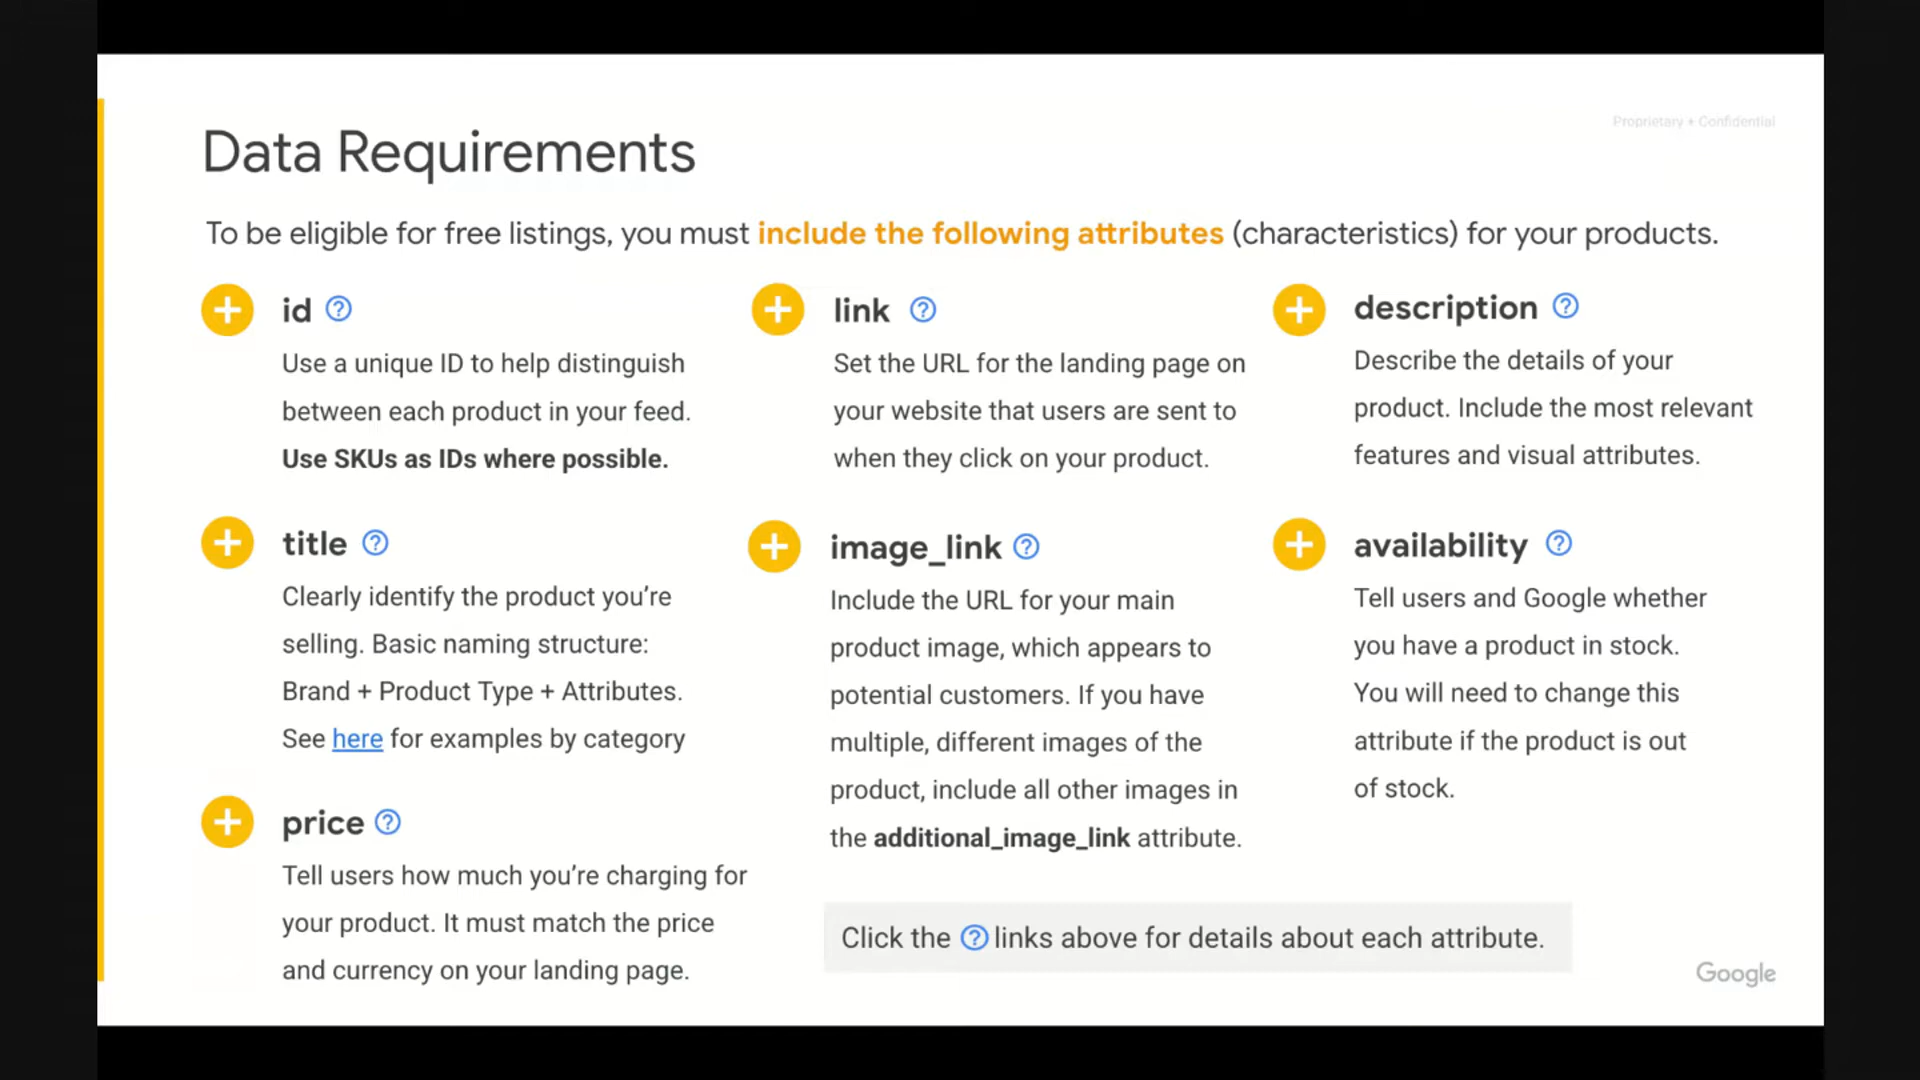 Proprietary + Confidential
Data Requirements
To be eligible for free listings, you must include the following attributes (characteristics) for your products.
id
Use a unique ID to help distinguish
between each product in your feed.
Use SKUs as IDs where possible.
link
Set the URL for the landing page on
your website that users are sent to
when they click on your product.
description
Describe the details of your
product. Include the most relevant
features and visual attributes.
title
Clearly identify the product you’re
selling. Basic naming structure:
Brand + Product Type + Attributes.
See here for examples by category
image_link
Include the URL for your main
product image, which appears to
potential customers. If you have
multiple, different images of the
product, include all other images in
the additional_image_link attribute.
availability
Tell users and Google whether
you have a product in stock.
You will need to change this
attribute if the product is out
of stock.
price
Tell users how much you’re charging for
your product. It must match the price
and currency on your landing page.
Click the ? links above for details about each attribute.
Google